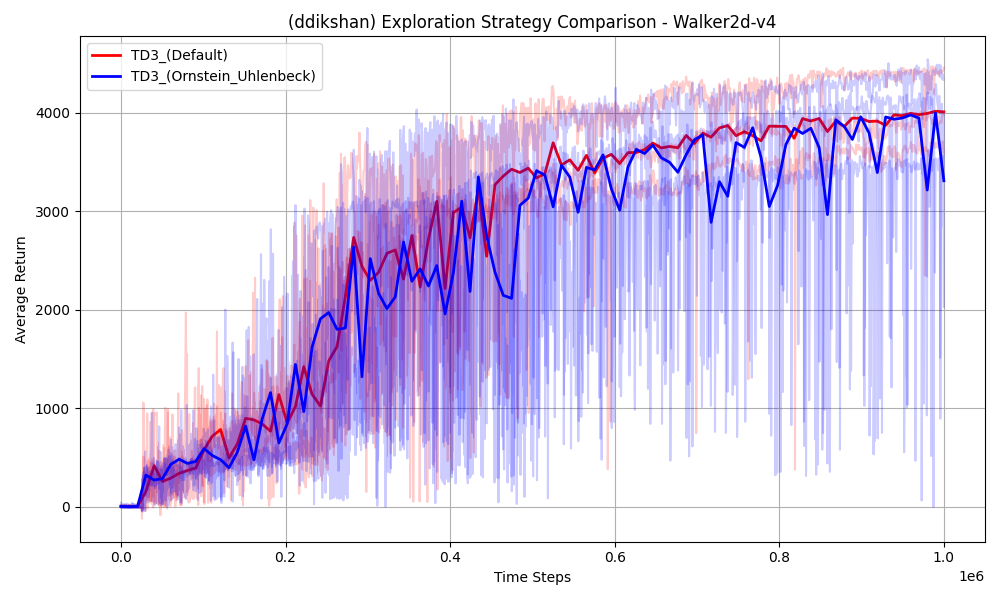 (ddikshan) Exploration Strategy Comparison - Walker2d-v4
TD3_(Default)
TD3_(Ornstein_Uhlenbeck)
Average Return
4000
3000
2000
1000
0
0.0 0.2 0.4 0.6 0.8 1.0
1e6
Time Steps